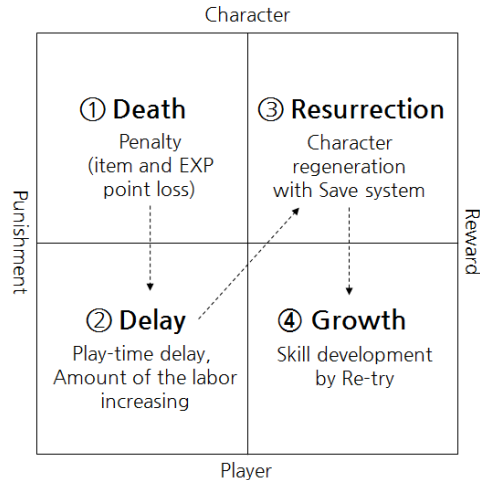 Character
① Death
Penalty
(item and EXP
point loss)
③ Resurrection
Character
regeneration
with Save system
Punishment
Reward
② Delay
Play-time delay,
Amount of the labor
increasing
④ Growth
Skill development
by Re-try
Player